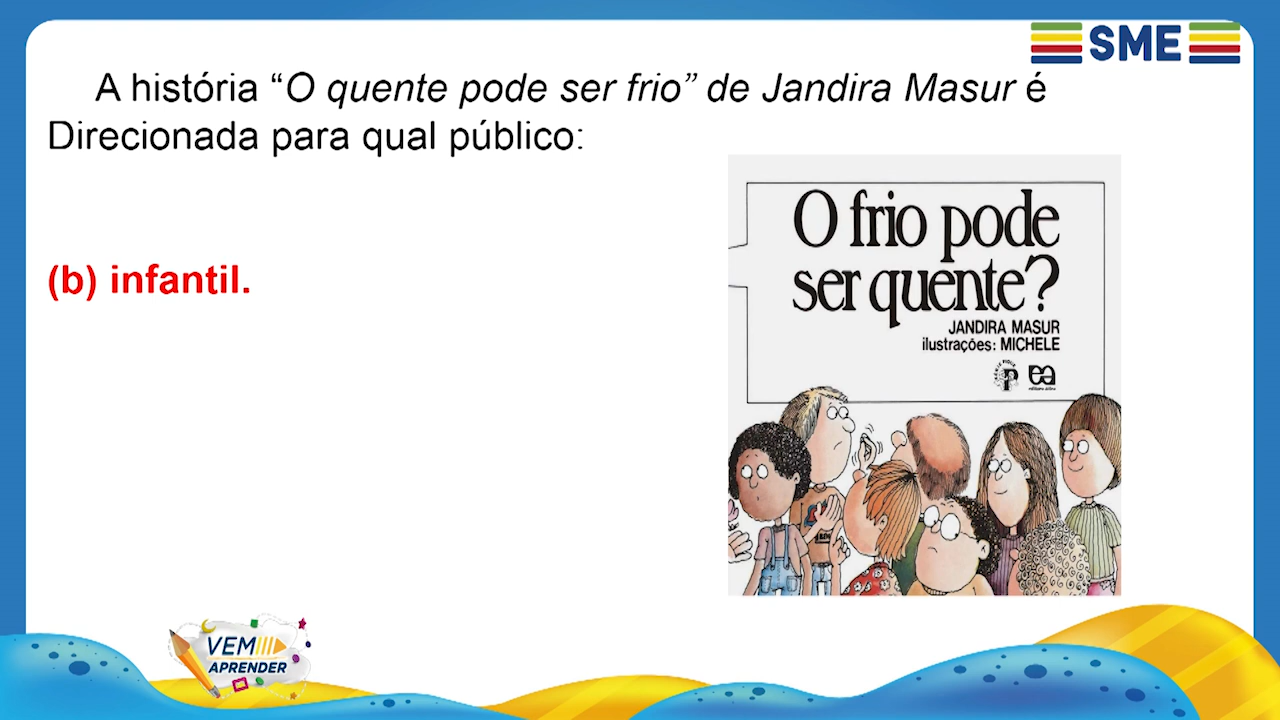 SME
A história “O quente pode ser frio” de Jandira Masur é
Direcionada para qual público:
(b) infantil.
O frio pode
ser quente?
JANDIRA MASUR
ilustrações: MICHELE
VEM
APRENDER